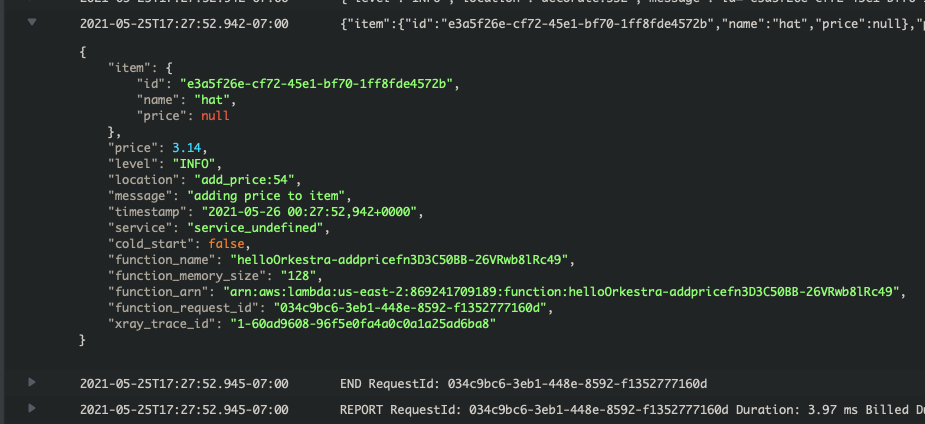 2021-05-25T17:27:52.942-07:00 {"item":{"id":"e3a5f26e-cf72-45e1-bf70-1ff8fde4572b","name":"hat","price":null},"p
{
"item": {
"id": "e3a5f26e-cf72-45e1-bf70-1ff8fde4572b",
"name": "hat",
"price": null
},
"price": 3.14,
"level": "INFO",
"location": "add_price:54",
"message": "adding price to item",
"timestamp": "2021-05-26 00:27:52,942+0000",
"service": "service_undefined",
"cold_start": false,
"function_name": "helloOrkestra-addpricefn3D3C50BB-26VRwb8lRc49",
"function_memory_size": "128",
"function_arn": "arn:aws:lambda:us-east-2:869241709189:function:helloOrkestra-addpricefn3D3C50BB-26VRwb8lRc49",
"function_request_id": "034c9bc6-3eb1-448e-8592-f1352777160d",
"xray_trace_id": "1-60ad9608-96f5e0fa4a0c0a1a25ad6ba8"
}
2021-05-25T17:27:52.945-07:00 END RequestId: 034c9bc6-3eb1-448e-8592-f1352777160d
2021-05-25T17:27:52.945-07:00 REPORT RequestId: 034c9bc6-3eb1-448e-8592-f1352777160d Duration: 3.97 ms Billed